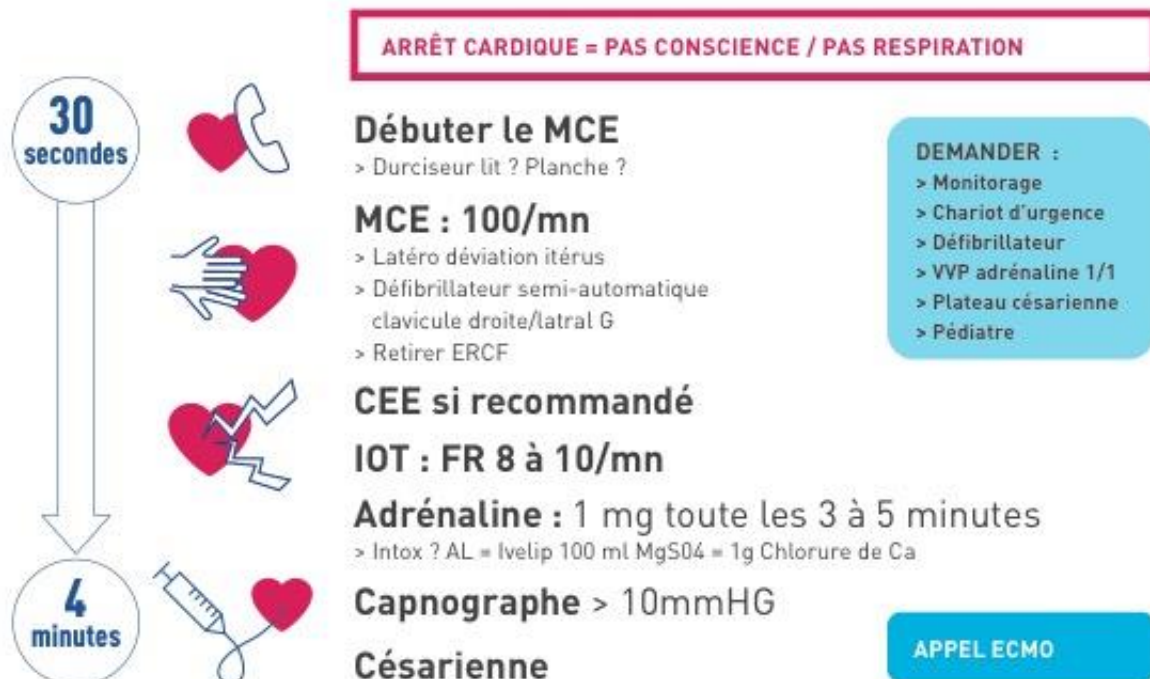 ARRÊT CARDIQUE = PAS CONSCIENCE / PAS RESPIRATION
30
secondes
Débuter le MCE
> Durciseur lit ? Planche ?
MCE : 100/mn
> Latéro déviation itérus
> Défibrillateur semi-automatique
clavicule droite/latral G
> Retirer ERCF
DEMANDER :
> Monitorage
> Chariot d'urgence
> Défibrillateur
> VVP adrénaline 1/1
> Plateau césarienne
> Pédiatre
CEE si recommandé
IOT : FR 8 à 10/mn
Adrénaline : 1 mg toute les 3 à 5 minutes
> Intox ? AL = Ivelip 100 ml MgS04 = 1g Chlorure de Ca
4
minutes
Capnographe > 10mmHG
Césarienne
APPEL ECMO